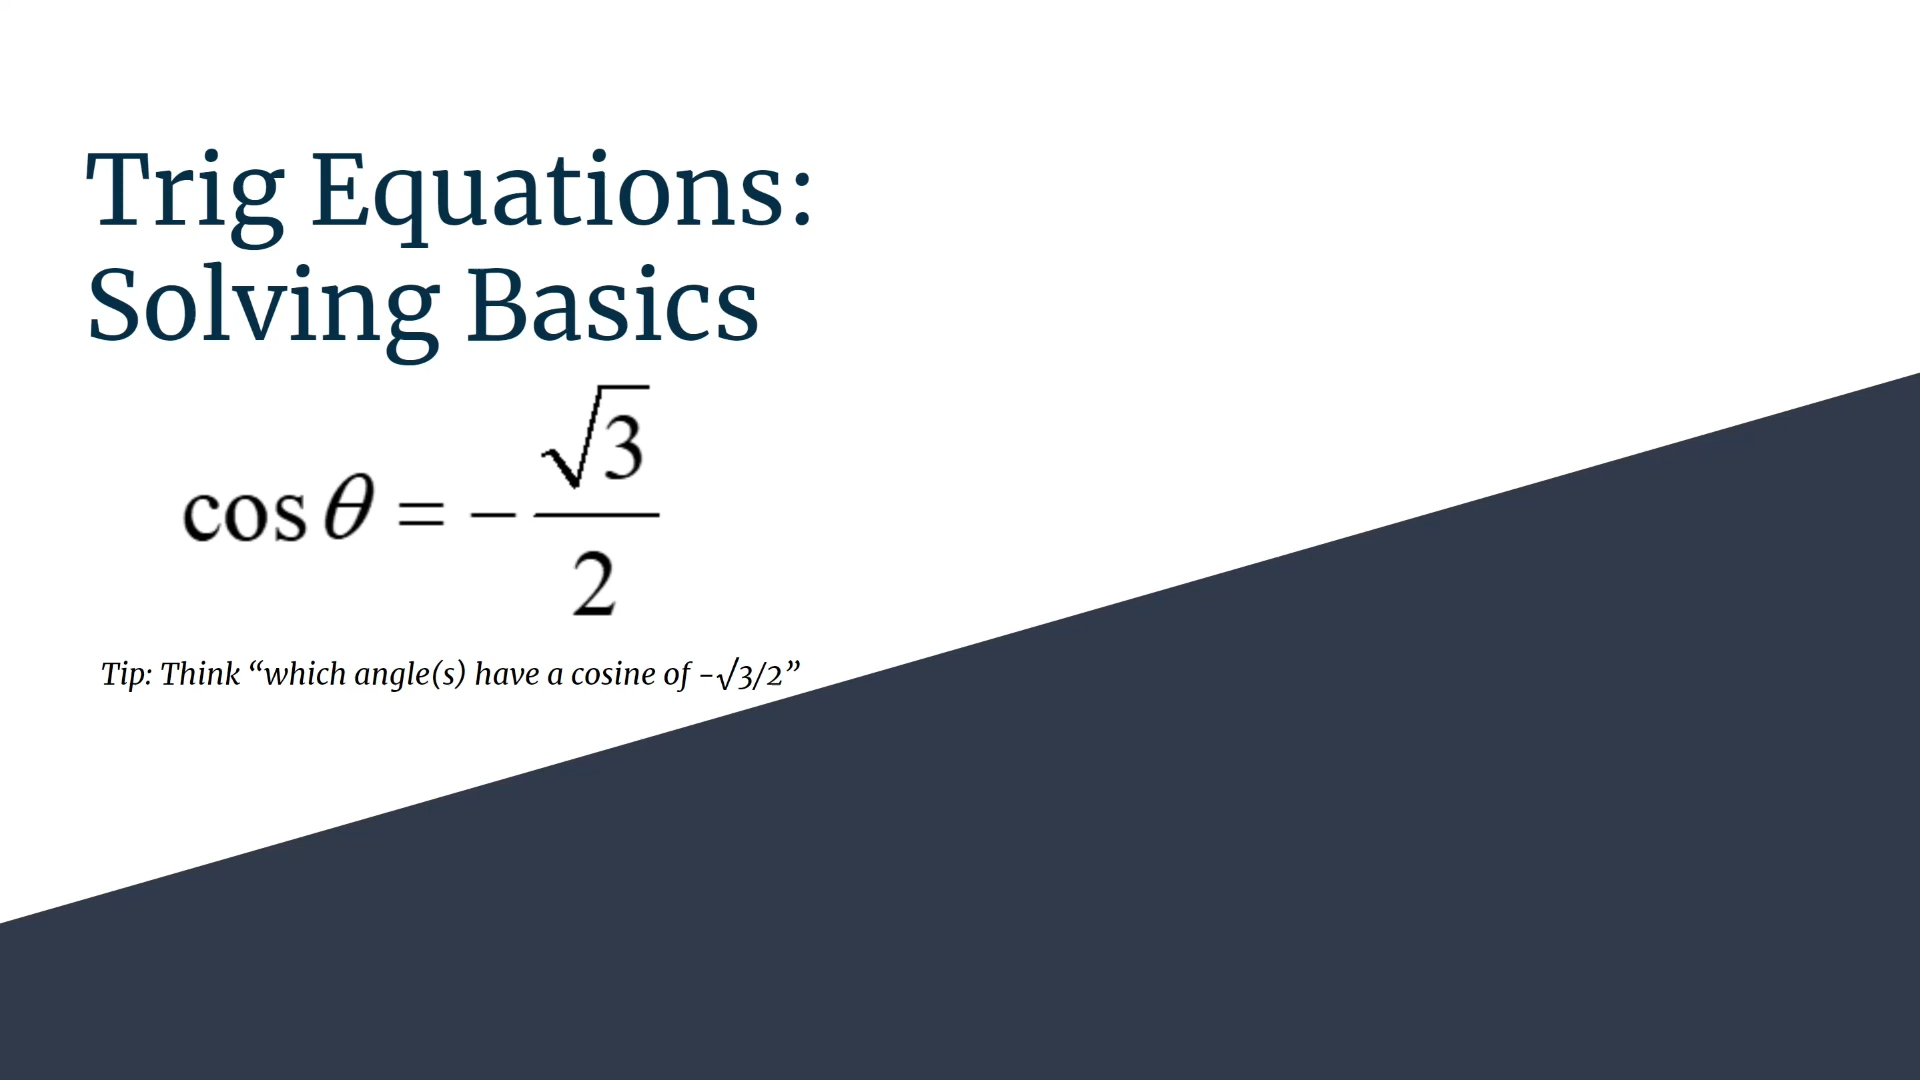 Trig Equations:
Solving Basics
cos θ = -√3/2
Tip: Think “which angle(s) have a cosine of -√3/2”